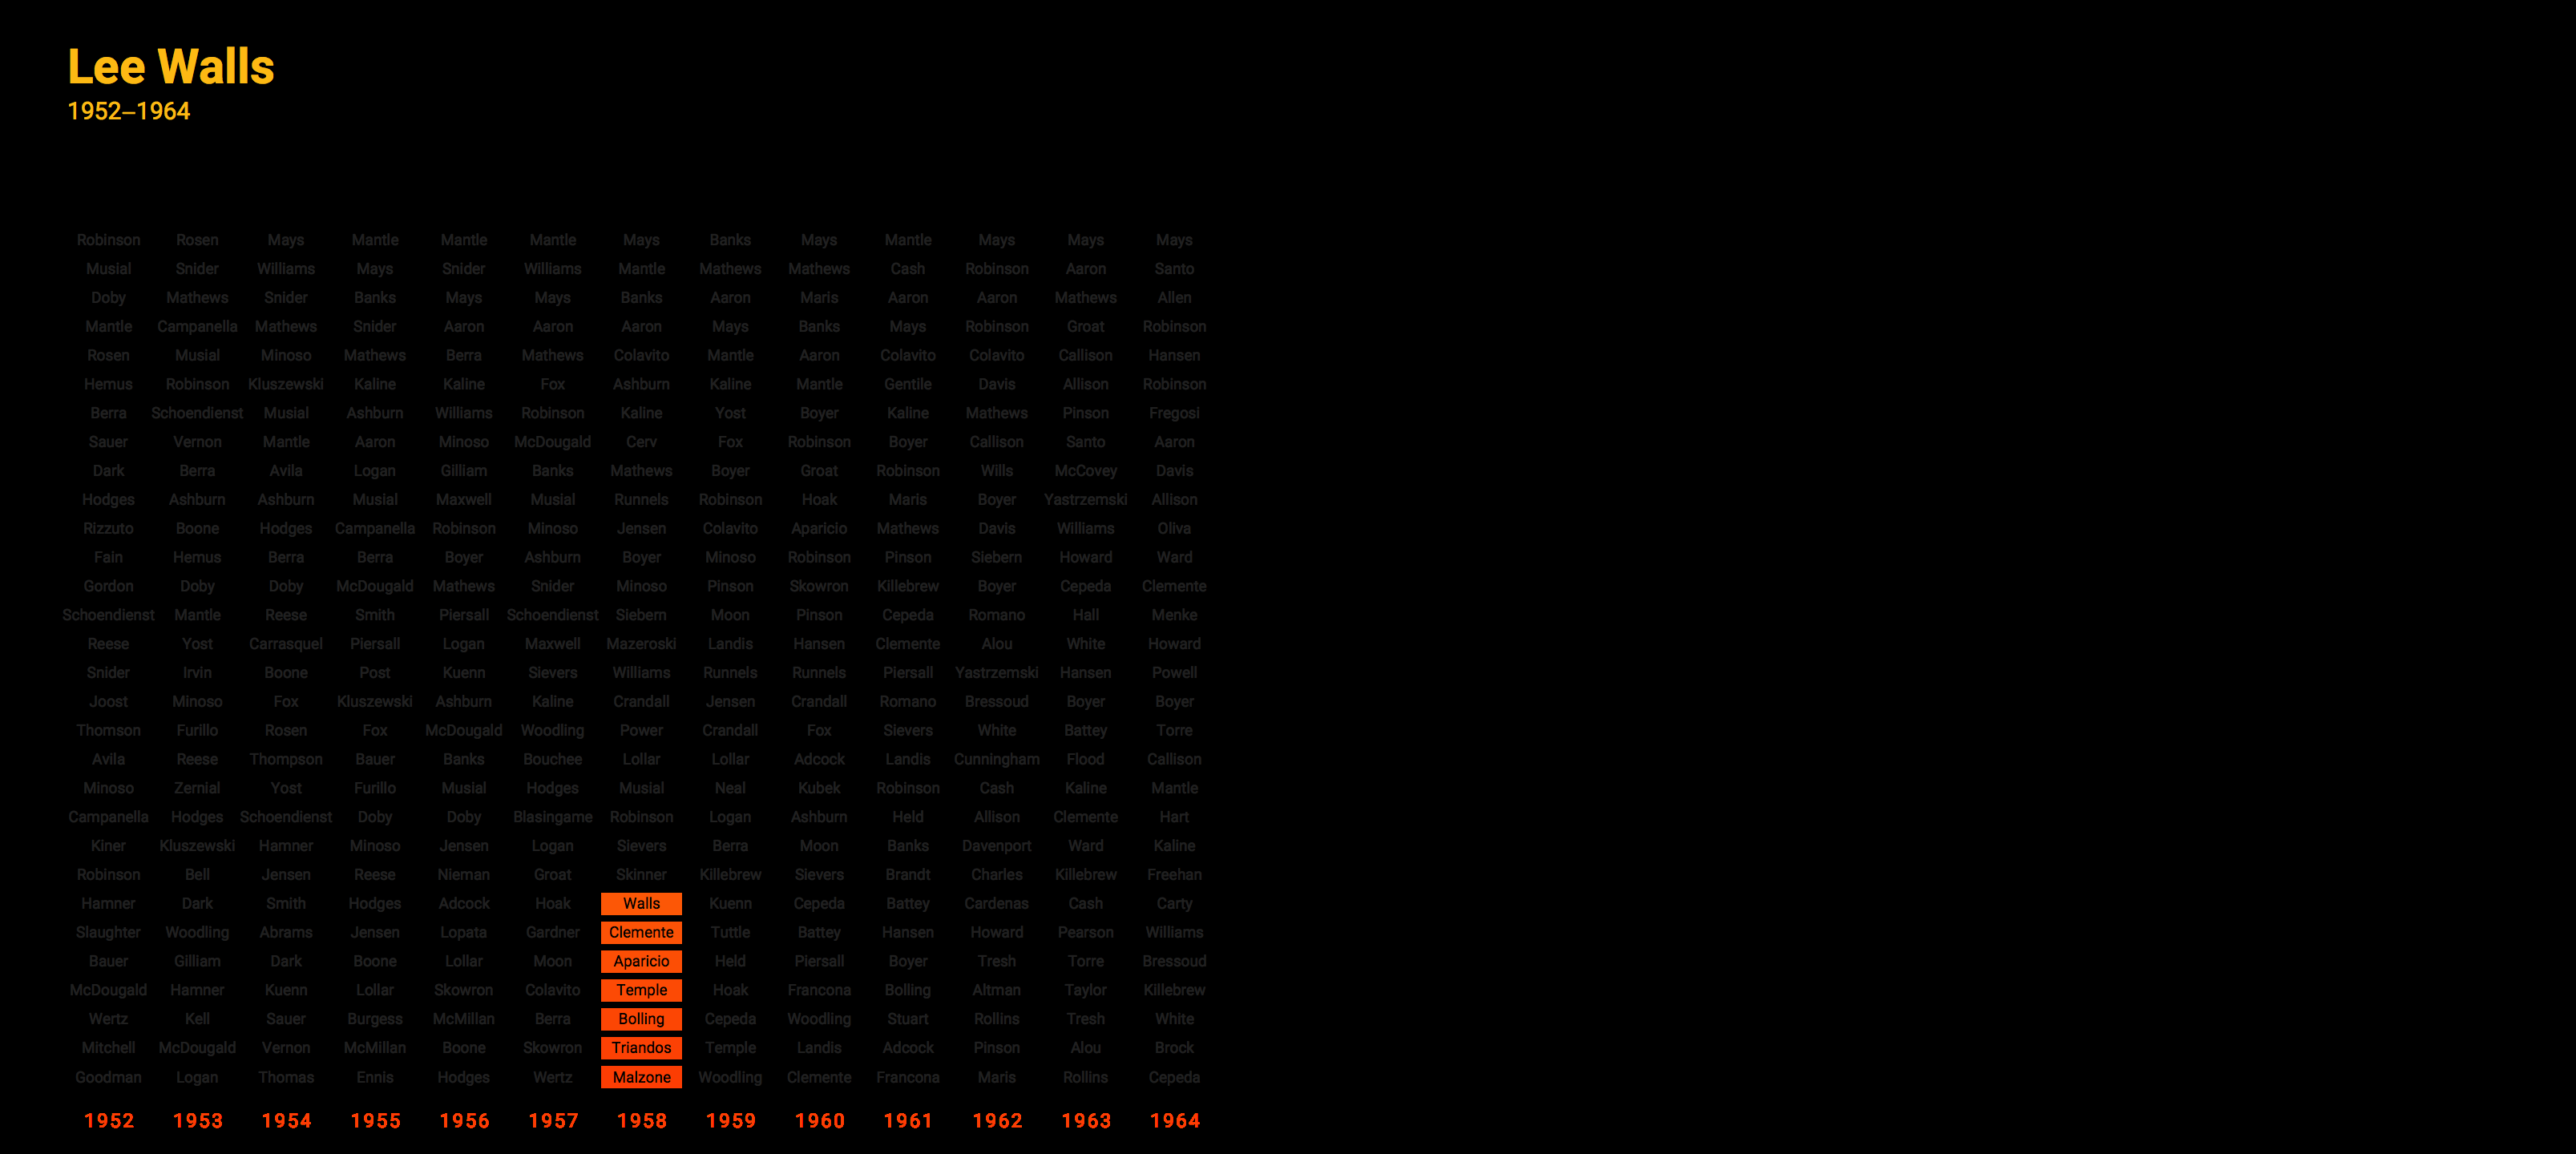 Lee Walls
1952–1964
Robinson Rosen Mays Mantle Mantle Mantle Mays Banks Mays Mantle Mays Mays Mays
Musial Snider Williams Mays Snider Williams Mantle Mathews Mathews Cash Robinson Aaron Santo
Doby Mathews Snider Banks Mays Mays Banks Aaron Maris Aaron Aaron Mathews Allen
Mantle Campanella Mathews Snider Aaron Aaron Aaron Mays Banks Mays Robinson Groat Robinson
Rosen Musial Minoso Mathews Berra Mathews Colavito Mantle Aaron Colavito Colavito Callison Hansen
Hemus Robinson Kluszewski Kaline Kaline Fox Ashburn Kaline Mantle Gentile Davis Allison Robinson
Berra Schoendienst Musial Ashburn Williams Robinson Kaline Yost Boyer Kaline Mathews Pinson Fregosi
Sauer Vernon Mantle Aaron Minoso McDougald Cerv Fox Robinson Boyer Callison Santo Aaron
Dark Berra Avila Logan Gilliam Banks Mathews Boyer Groat Robinson Wills McCovey Davis
Hodges Ashburn Ashburn Musial Maxwell Musial Runnels Robinson Hoak Maris Boyer Yastrzemski Allison
Rizzuto Boone Hodges Campanella Robinson Minoso Jensen Colavito Aparicio Mathews Davis Williams Oliva
Fain Hemus Berra Berra Boyer Ashburn Boyer Minoso Robinson Pinson Siebern Howard Ward
Gordon Doby Doby McDougald Mathews Snider Minoso Pinson Skowron Killebrew Boyer Cepeda Clemente
Schoendienst Mantle Reese Smith Piersall Schoendienst Siebern Moon Pinson Cepeda Romano Hall Menke
Reese Yost Carrasquel Piersall Logan Maxwell Mazeroski Landis Hansen Clemente Alou White Howard
Snider Irvin Boone Post Kuenn Sievers Williams Runnels Runnels Piersall Yastrzemski Hansen Powell
Joost Minoso Fox Kluszewski Ashburn Kaline Crandall Jensen Crandall Romano Bressoud Boyer Boyer
Thomson Furillo Rosen Fox McDougald Woodling Power Crandall Fox Sievers White Battey Torre
Avila Reese Thompson Bauer Banks Bouchee Lollar Lollar Adcock Landis Cunningham Flood Callison
Minoso Zernial Yost Furillo Musial Hodges Musial Neal Kubek Robinson Cash Kaline Mantle
Campanella Hodges Schoendienst Doby Doby Blasingame Robinson Logan Ashburn Held Allison Clemente Hart
Kiner Kluszewski Hamner Minoso Jensen Logan Sievers Berra Moon Banks Davenport Ward Kaline
Robinson Bell Jensen Reese Nieman Groat Skinner Killebrew Sievers Brandt Charles Killebrew Freehan
Hamner Dark Smith Hodges Adcock Hoak Walls Kuenn Cepeda Battey Cardenas Cash Carty
Slaughter Woodling Abrams Jensen Lopata Gardner Clemente Tuttle Battey Hansen Howard Pearson Williams
Bauer Gilliam Dark Boone Lollar Moon Aparicio Held Piersall Boyer Tresh Torre Bressoud
McDougald Hamner Kuenn Lollar Skowron Colavito Temple Hoak Francona Bolling Altman Taylor Killebrew
Wertz Kell Sauer Burgess McMillan Berra Bolling Cepeda Woodling Stuart Rollins Tresh White
Mitchell McDougald Vernon McMillan Boone Skowron Triandos Temple Landis Adcock Pinson Alou Brock
Goodman Logan Thomas Ennis Hodges Wertz Malzone Woodling Clemente Francona Maris Rollins Cepeda
1952 1953 1954 1955 1956 1957 1958 1959 1960 1961 1962 1963 1964